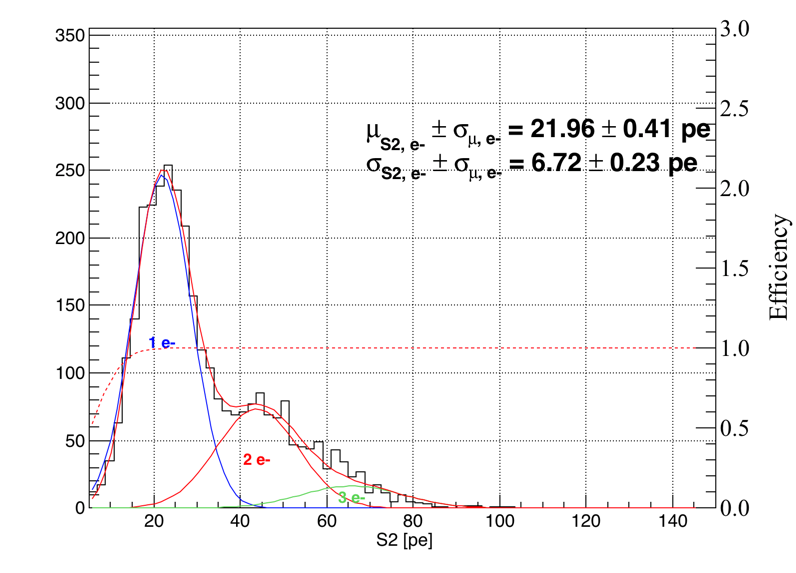 350
300
250
200
150
100
50
0
3.0
2.5
2.0
1.5
1.0
0.5
0.0
μS2, e- ± σμ, e- = 21.96 ± 0.41 pe
σS2, e- ± σμ, e- = 6.72 ± 0.23 pe
1 e-
2 e-
3 e-
20 40 60 80 100 120 140
S2 [pe]
Efficiency